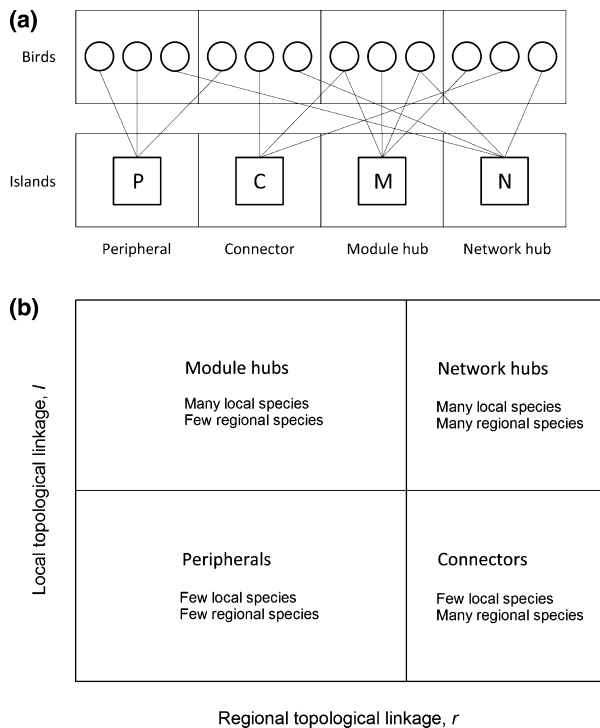 (a)
Birds
Islands
P
C
M
N
Peripheral
Connector
Module hub
Network hub
(b)
Local topological linkage, l
Module hubs
Many local species
Few regional species
Network hubs
Many local species
Many regional species
Peripherals
Few local species
Few regional species
Connectors
Few local species
Many regional species
Regional topological linkage, r